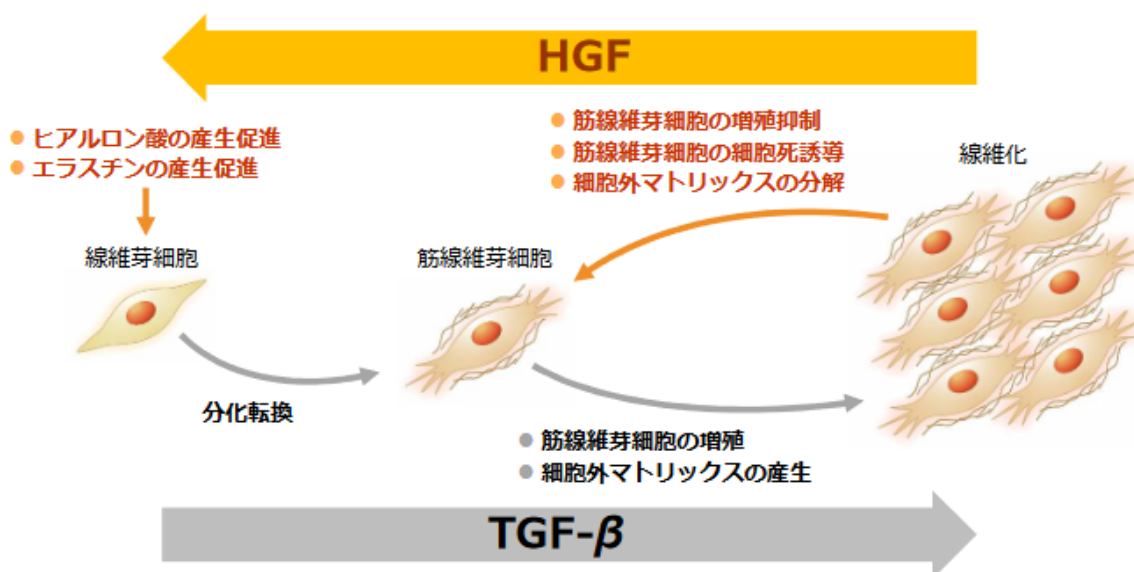 HGF
● ヒアルロン酸の産生促進
● エラスチンの産生促進
● 筋線維芽細胞の増殖抑制
● 筋線維芽細胞の細胞死誘導
● 細胞外マトリックスの分解
線維化
線維芽細胞
筋線維芽細胞
分化転換
● 筋線維芽細胞の増殖
● 細胞外マトリックスの産生
TGF-β